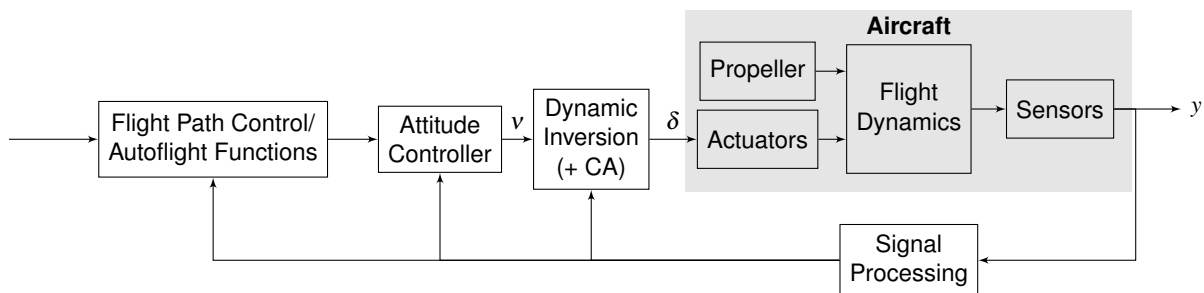 Aircraft
Propeller
Flight Path Control/
Autoflight Functions
Attitude
Controller
ν
Dynamic
Inversion
(+ CA)
δ
Actuators
Flight
Dynamics
Sensors
y
Signal
Processing